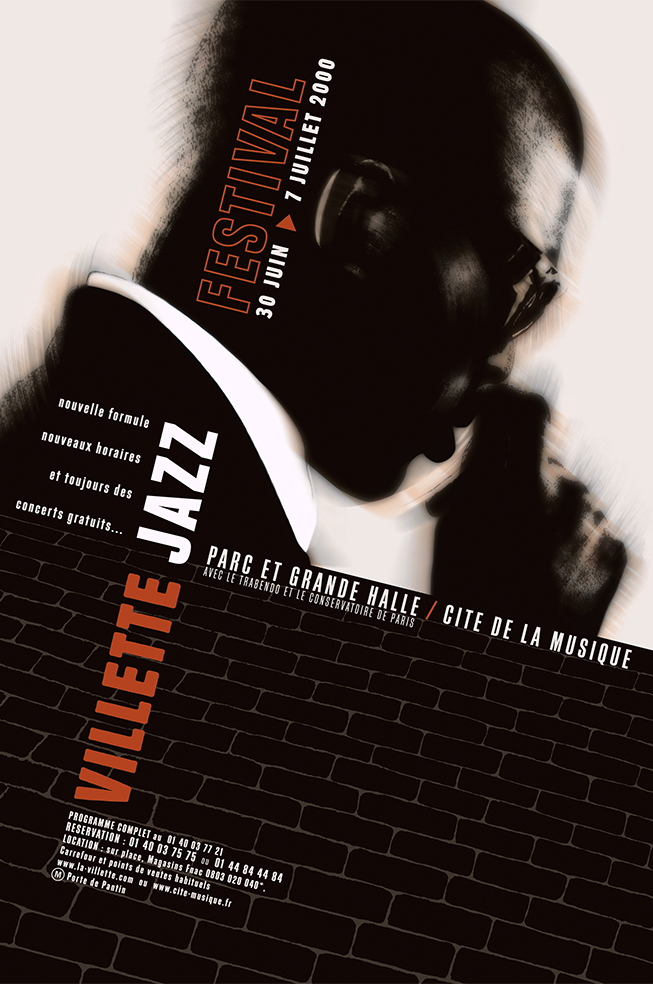 FESTIVAL
30 JUIN ▶ 7 JUILLET 2000
nouvelle formule
nouveaux horaires
et toujours des
concerts gratuits...
VILLETTE JAZZ
PARC ET GRANDE HALLE / CITE DE LA MUSIQUE
AVEC LE TRABENDO ET LE CONSERVATOIRE DE PARIS
PROGRAMME COMPLET au 01 40 03 77 21
RESERVATION : 01 40 03 75 75 ou 01 44 84 44 84
LOCATION : sur place, Magasins Fnac 0803 020 040*,
Carrefour et points de ventes habituels
www.la-villette.com ou www.cite-musique.fr
M Porte de Pantin